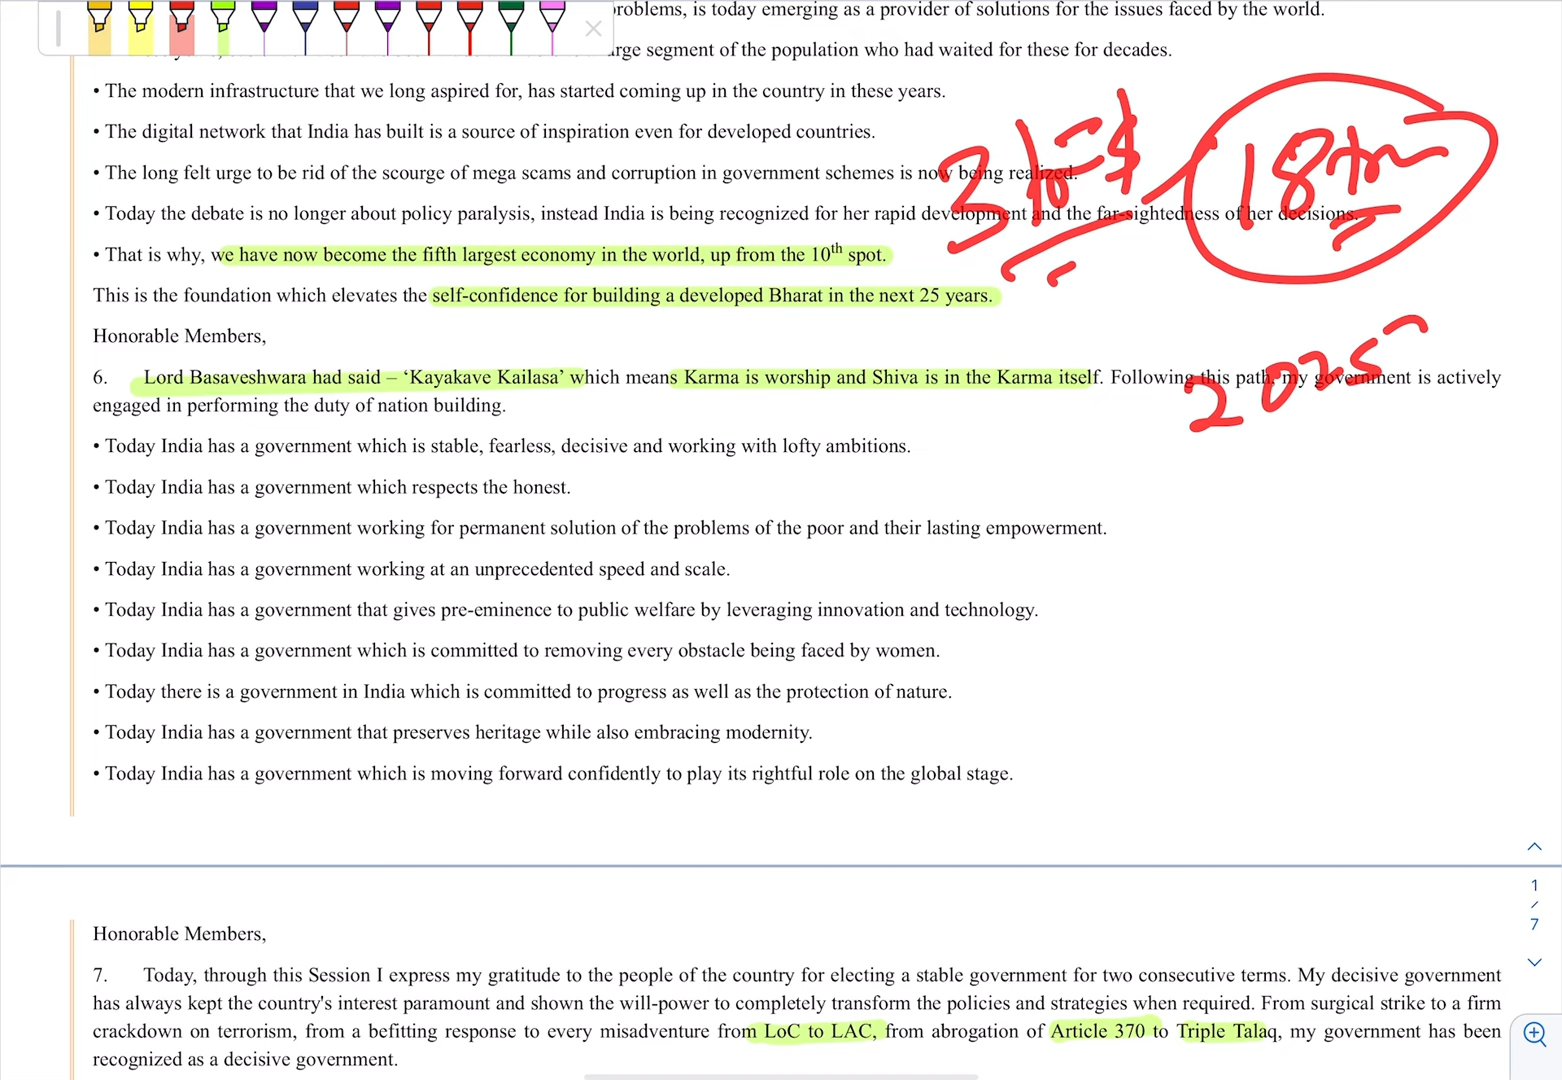 problems, is today emerging as a provider of solutions for the issues faced by the world.
large segment of the population who had waited for these for decades.
• The modern infrastructure that we long aspired for, has started coming up in the country in these years.
• The digital network that India has built is a source of inspiration even for developed countries.
• The long felt urge to be rid of the scourge of mega scams and corruption in government schemes is now being realized.
• Today the debate is no longer about policy paralysis, instead India is being recognized for her rapid development and the far-sightedness of her decisions.
• That is why, we have now become the fifth largest economy in the world, up from the 10th spot.
This is the foundation which elevates the self-confidence for building a developed Bharat in the next 25 years.
Honorable Members,
6. Lord Basaveshwara had said – ‘Kayakave Kailasa’ which means Karma is worship and Shiva is in the Karma itself. Following this path, my government is actively
engaged in performing the duty of nation building.
• Today India has a government which is stable, fearless, decisive and working with lofty ambitions.
• Today India has a government which respects the honest.
• Today India has a government working for permanent solution of the problems of the poor and their lasting empowerment.
• Today India has a government working at an unprecedented speed and scale.
• Today India has a government that gives pre-eminence to public welfare by leveraging innovation and technology.
• Today India has a government which is committed to removing every obstacle being faced by women.
• Today there is a government in India which is committed to progress as well as the protection of nature.
• Today India has a government that preserves heritage while also embracing modernity.
• Today India has a government which is moving forward confidently to play its rightful role on the global stage.
Honorable Members,
7. Today, through this Session I express my gratitude to the people of the country for electing a stable government for two consecutive terms. My decisive government
has always kept the country's interest paramount and shown the will-power to completely transform the policies and strategies when required. From surgical strike to a firm
crackdown on terrorism, from a befitting response to every misadventure from LoC to LAC, from abrogation of Article 370 to Triple Talaq, my government has been
recognized as a decisive government.
18
2025
1
/
7